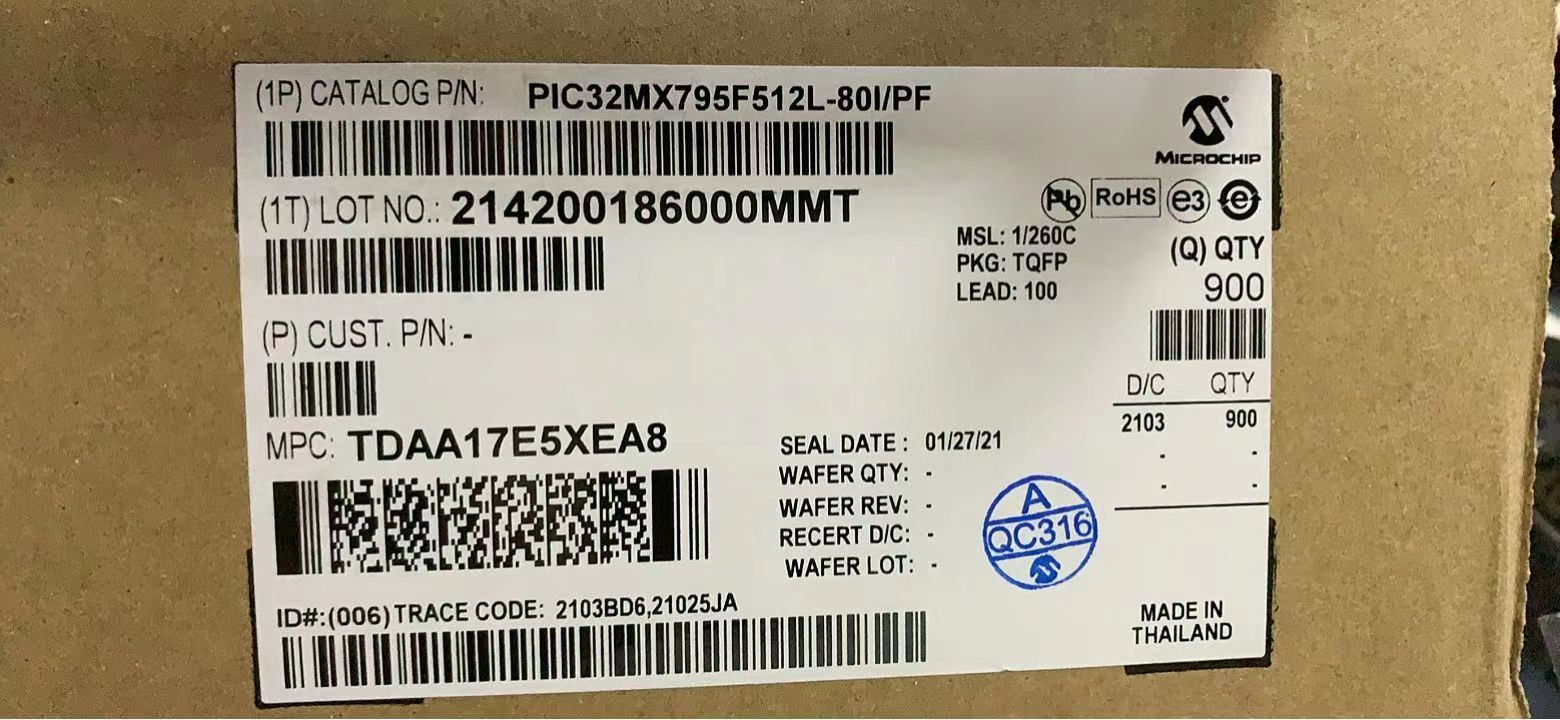 (1P) CATALOG P/N: PIC32MX795F512L-80I/PF
MICROCHIP
(1T) LOT NO.: 214200186000MMT
Pb RoHS e3 e
MSL: 1/260C
PKG: TQFP
LEAD: 100
(Q) QTY
900
(P) CUST. P/N: -
D/C QTY
2103 900
- -
- -
MPC: TDAA17E5XEA8
SEAL DATE : 01/27/21
WAFER QTY: -
WAFER REV: -
RECERT D/C: -
WAFER LOT: -
A
QC316
ID#:(006) TRACE CODE: 2103BD6,21025JA
MADE IN
THAILAND